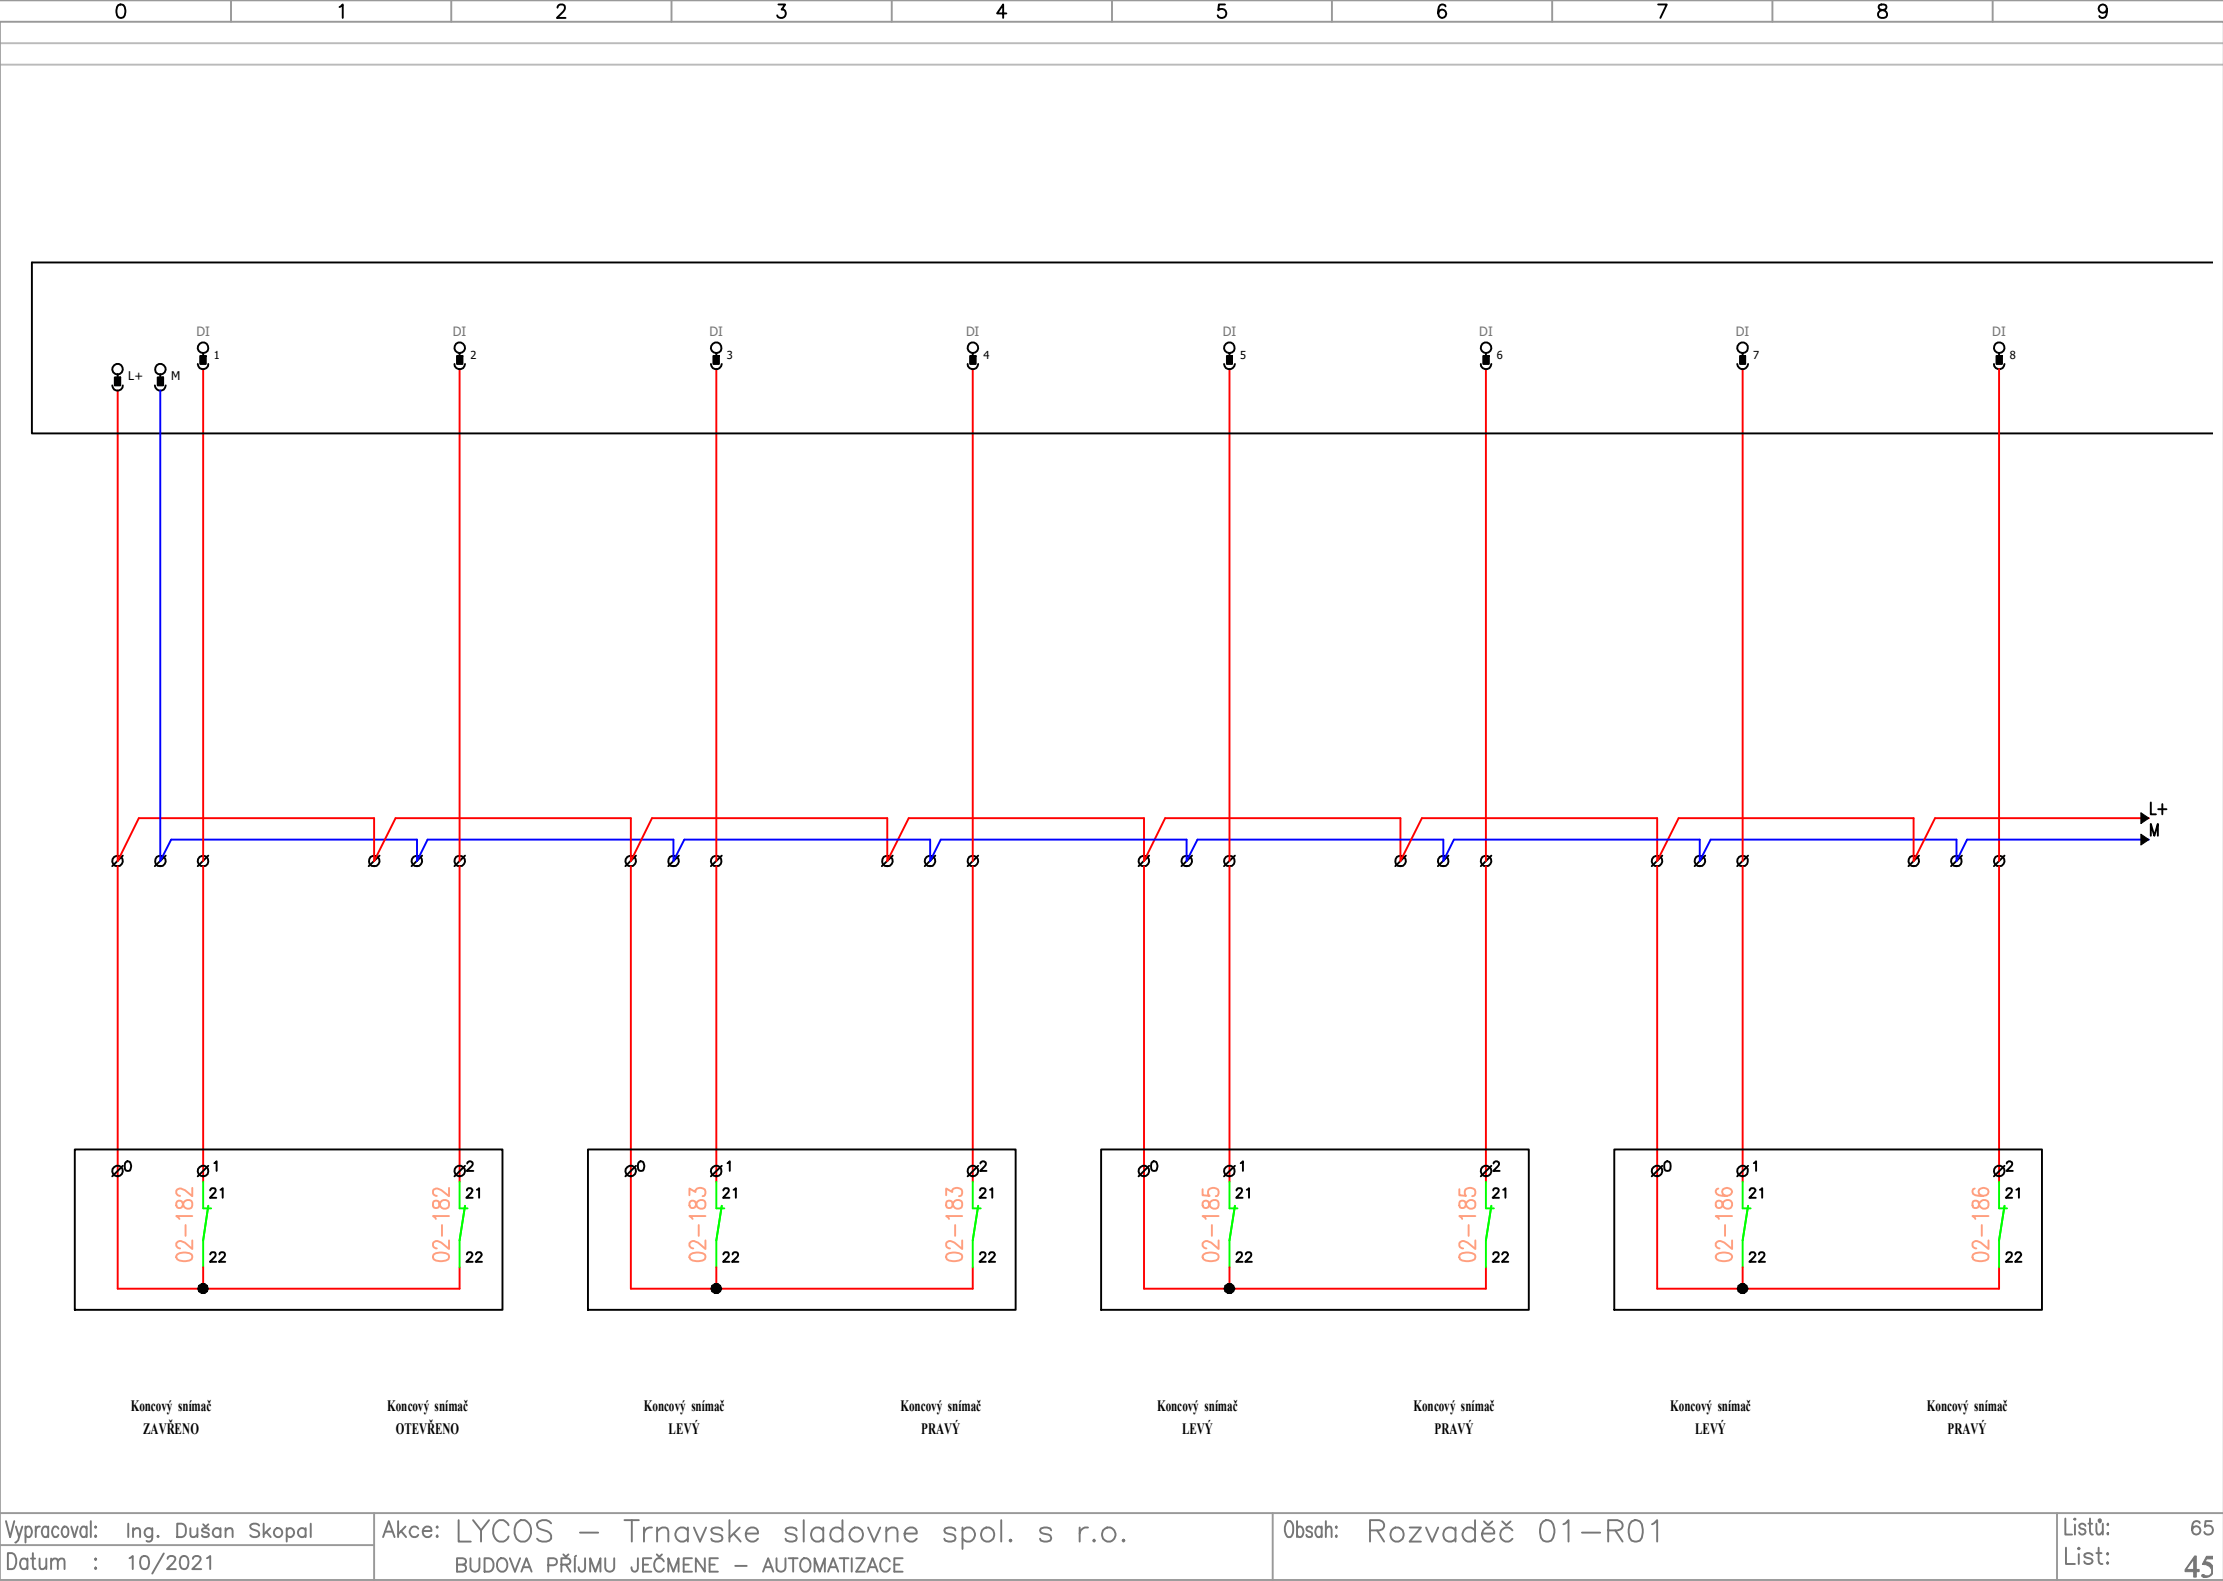 0 1 2 3 4 5 6 7 8 9
DI DI DI DI DI DI DI DI
1 2 3 4 5 6 7 8
L+ M
L+
M
0 1 2 0 1 2 0 1 2 0 1 2
21 21 21 21 21 21 21 21
02-182 02-182 02-183 02-183 02-185 02-185 02-186 02-186
22 22 22 22 22 22 22 22
Koncový snímač Koncový snímač Koncový snímač Koncový snímač Koncový snímač Koncový snímač Koncový snímač Koncový snímač
ZAVŘENO OTEVŘENO LEVÝ PRAVÝ LEVÝ PRAVÝ LEVÝ PRAVÝ
Vypracoval: Ing. Dušan Skopal
Datum : 10/2021
Akce: LYCOS – Trnavske sladovne spol. s r.o.
BUDOVA PŘÍJMU JEČMENE – AUTOMATIZACE
Obsah: Rozvaděč 01-R01
Listů: 65
List: 45